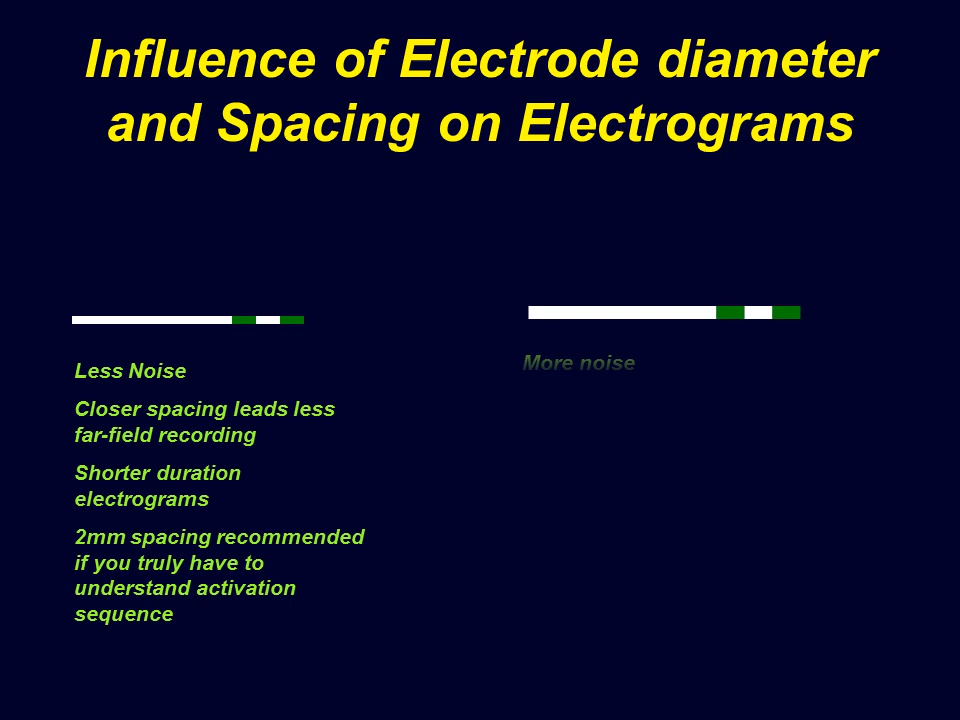 Influence of Electrode diameter
and Spacing on Electrograms
Less Noise
Closer spacing leads less
far-field recording
Shorter duration
electrograms
2mm spacing recommended
if you truly have to
understand activation
sequence
More noise